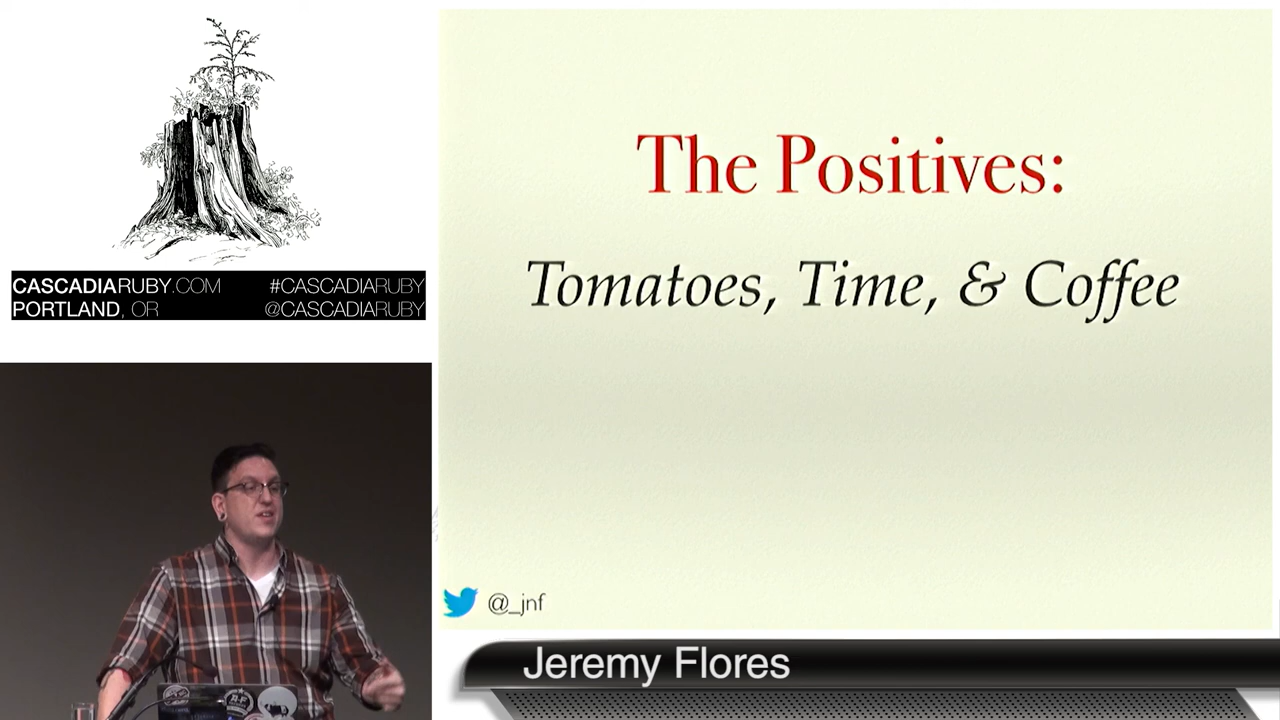 CASCADIARUBY.COM #CASCADIARUBY
PORTLAND, OR @CASCADIARUBY
The Positives:
Tomatoes, Time, & Coffee
@_jnf
Jeremy Flores